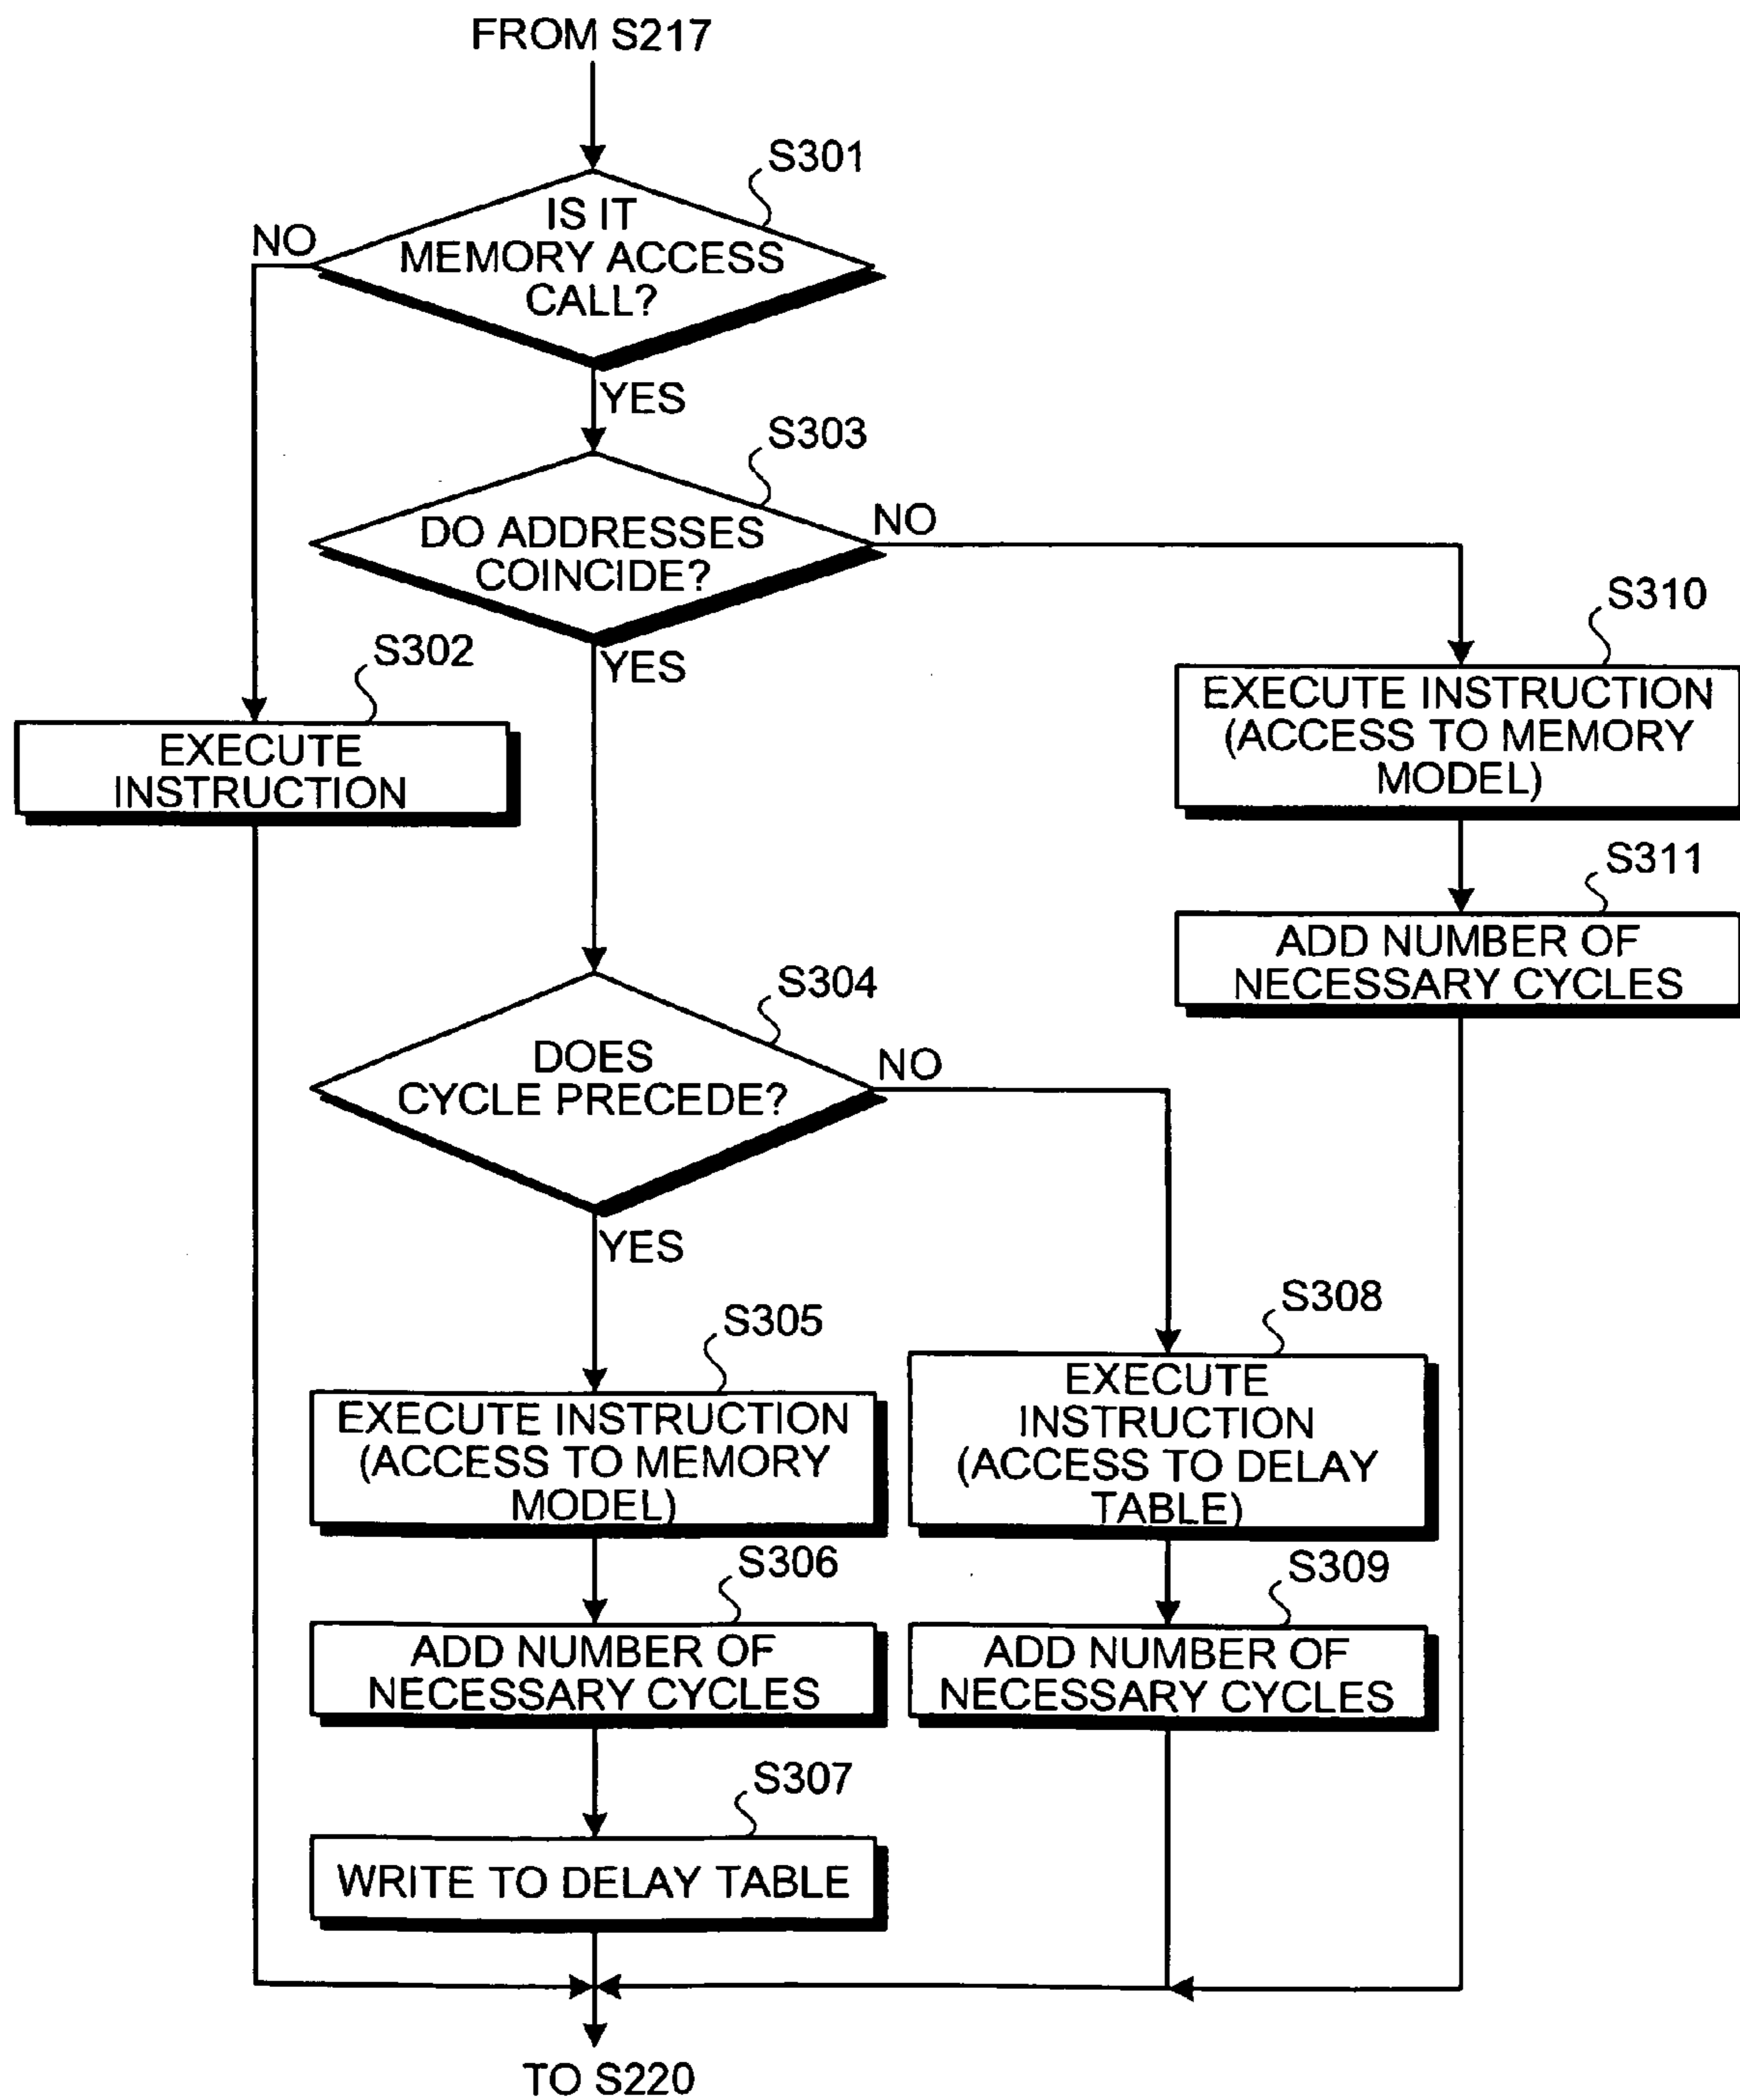 FROM S217
S301
IS IT
MEMORY ACCESS
CALL?
NO
YES
S303
DO ADDRESSES
COINCIDE?
NO
YES
S302
EXECUTE
INSTRUCTION
S310
EXECUTE INSTRUCTION
(ACCESS TO MEMORY
MODEL)
S311
ADD NUMBER OF
NECESSARY CYCLES
S304
DOES
CYCLE PRECEDE?
NO
YES
S305
EXECUTE INSTRUCTION
(ACCESS TO MEMORY
MODEL)
S308
EXECUTE
INSTRUCTION
(ACCESS TO DELAY
TABLE)
S306
ADD NUMBER OF
NECESSARY CYCLES
S309
ADD NUMBER OF
NECESSARY CYCLES
S307
WRITE TO DELAY TABLE
TO S220